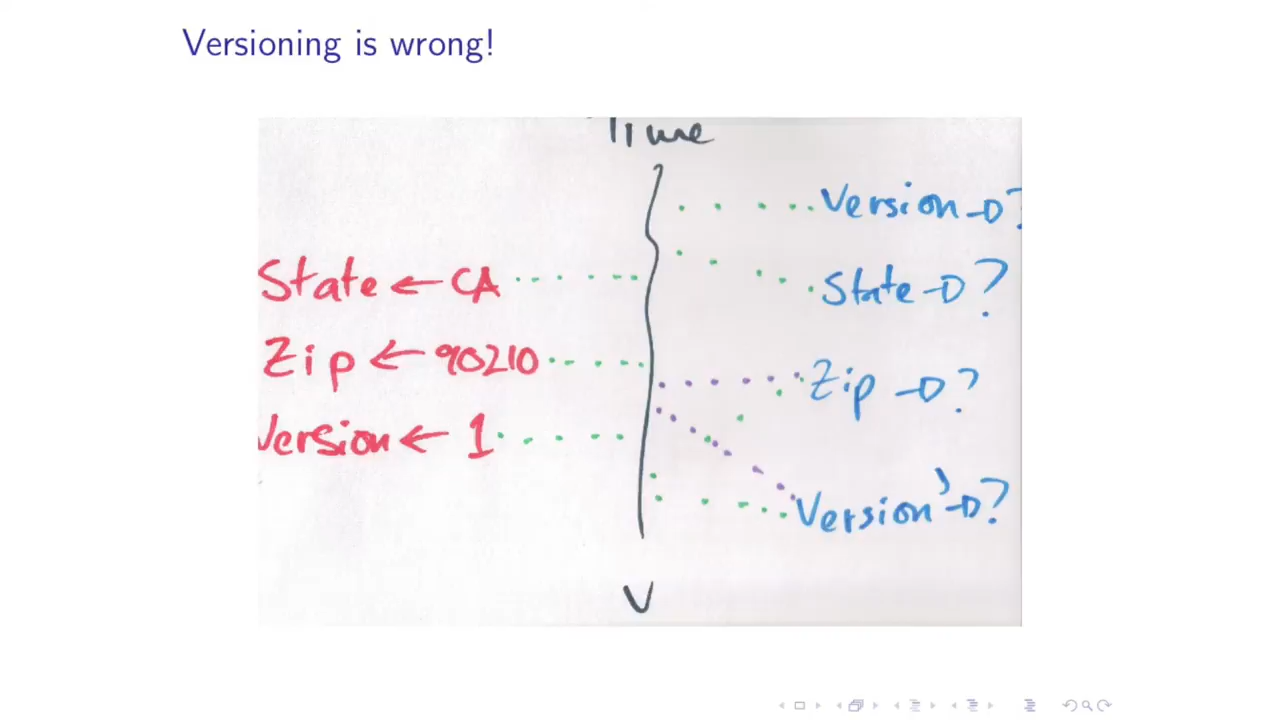 Versioning is wrong!
Time
Version → ?
State ← CA
State → ?
Zip ← 90210
Zip → ?
Version ← 1
Version' → ?
V